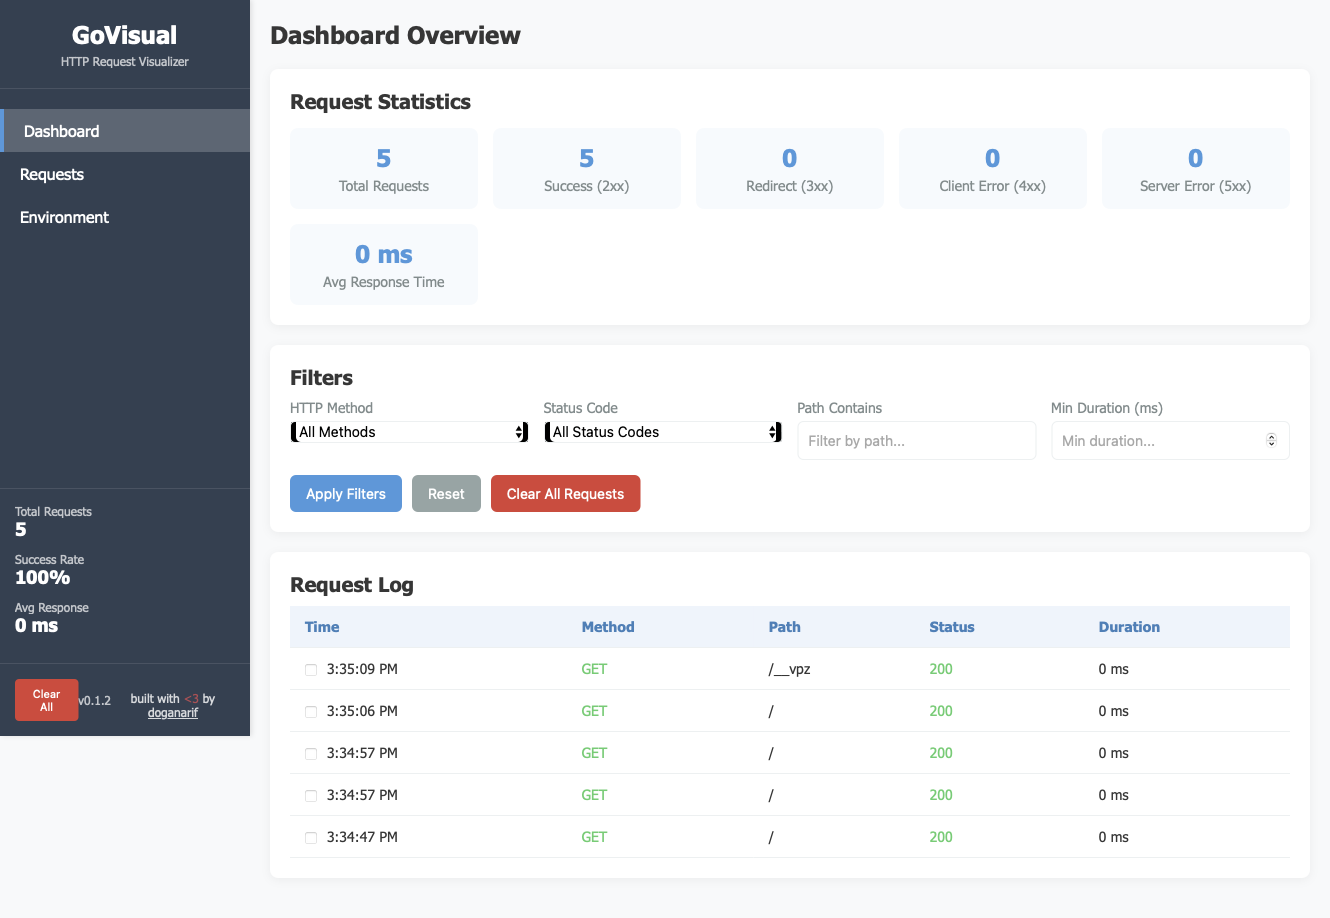 GoVisual
HTTP Request Visualizer
Dashboard
Requests
Environment
Total Requests
5
Success Rate
100%
Avg Response
0 ms
Clear
All
v0.1.2
built with <3 by
doganarif
Dashboard Overview
Request Statistics
5
Total Requests
5
Success (2xx)
0
Redirect (3xx)
0
Client Error (4xx)
0
Server Error (5xx)
0 ms
Avg Response Time
Filters
HTTP Method
All Methods
Status Code
All Status Codes
Path Contains
Filter by path...
Min Duration (ms)
Min duration...
Apply Filters
Reset
Clear All Requests
Request Log
Time Method Path Status Duration
3:35:09 PM GET /__vpz 200 0 ms
3:35:06 PM GET / 200 0 ms
3:34:57 PM GET / 200 0 ms
3:34:57 PM GET / 200 0 ms
3:34:47 PM GET / 200 0 ms